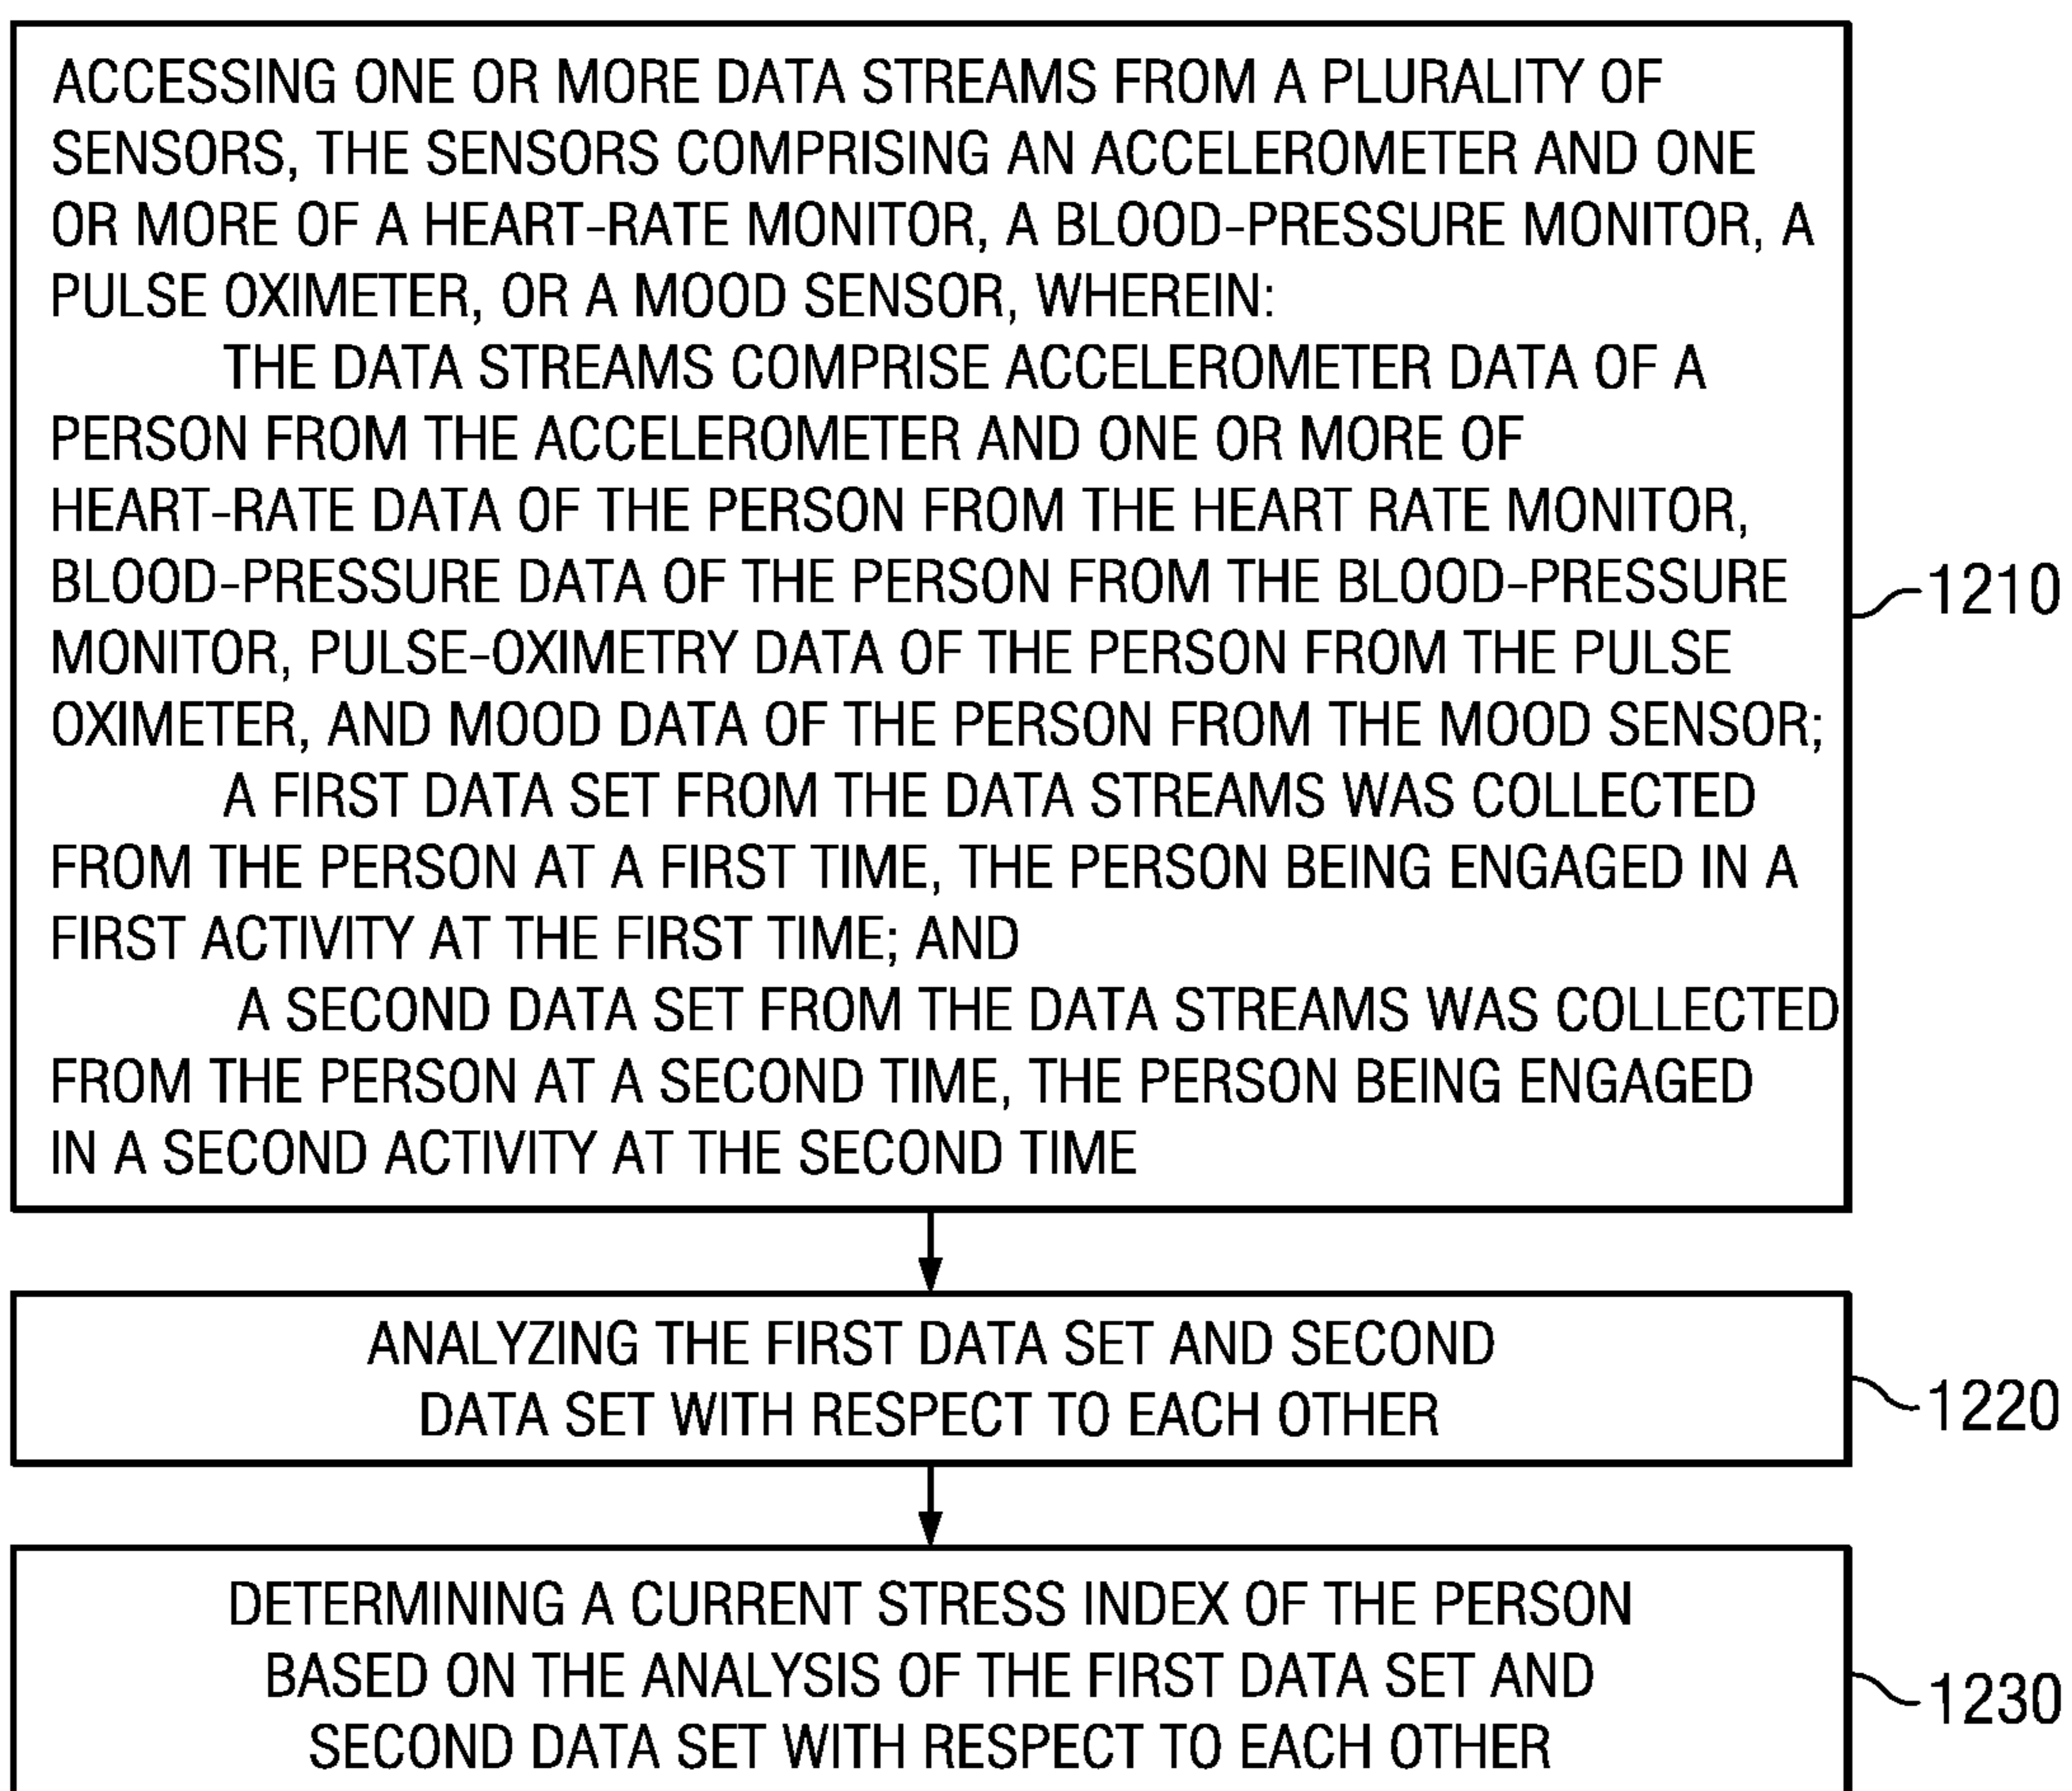 ACCESSING ONE OR MORE DATA STREAMS FROM A PLURALITY OF
SENSORS, THE SENSORS COMPRISING AN ACCELEROMETER AND ONE
OR MORE OF A HEART-RATE MONITOR, A BLOOD-PRESSURE MONITOR, A
PULSE OXIMETER, OR A MOOD SENSOR, WHEREIN:
THE DATA STREAMS COMPRISE ACCELEROMETER DATA OF A
PERSON FROM THE ACCELEROMETER AND ONE OR MORE OF
HEART-RATE DATA OF THE PERSON FROM THE HEART RATE MONITOR,
BLOOD-PRESSURE DATA OF THE PERSON FROM THE BLOOD-PRESSURE
MONITOR, PULSE-OXIMETRY DATA OF THE PERSON FROM THE PULSE
OXIMETER, AND MOOD DATA OF THE PERSON FROM THE MOOD SENSOR;
A FIRST DATA SET FROM THE DATA STREAMS WAS COLLECTED
FROM THE PERSON AT A FIRST TIME, THE PERSON BEING ENGAGED IN A
FIRST ACTIVITY AT THE FIRST TIME; AND
A SECOND DATA SET FROM THE DATA STREAMS WAS COLLECTED
FROM THE PERSON AT A SECOND TIME, THE PERSON BEING ENGAGED
IN A SECOND ACTIVITY AT THE SECOND TIME
1210
ANALYZING THE FIRST DATA SET AND SECOND
DATA SET WITH RESPECT TO EACH OTHER
1220
DETERMINING A CURRENT STRESS INDEX OF THE PERSON
BASED ON THE ANALYSIS OF THE FIRST DATA SET AND
SECOND DATA SET WITH RESPECT TO EACH OTHER
1230